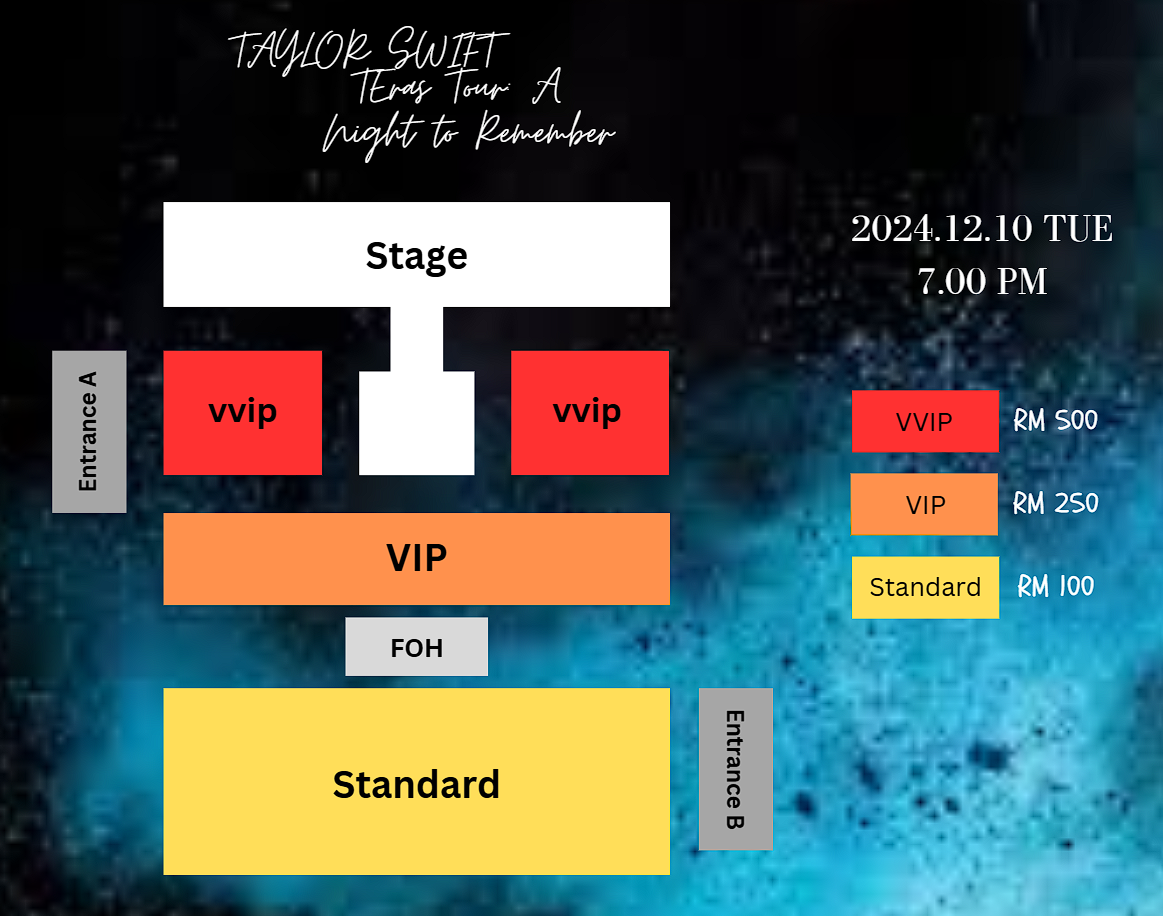 TAYLOR SWIFT
TEras Tour: A
Night to Remember
2024.12.10 TUE
7.00 PM
Stage
Entrance A
vvip
vvip
VIP
FOH
Standard
Entrance B
VVIP RM 500
VIP RM 250
Standard RM 100